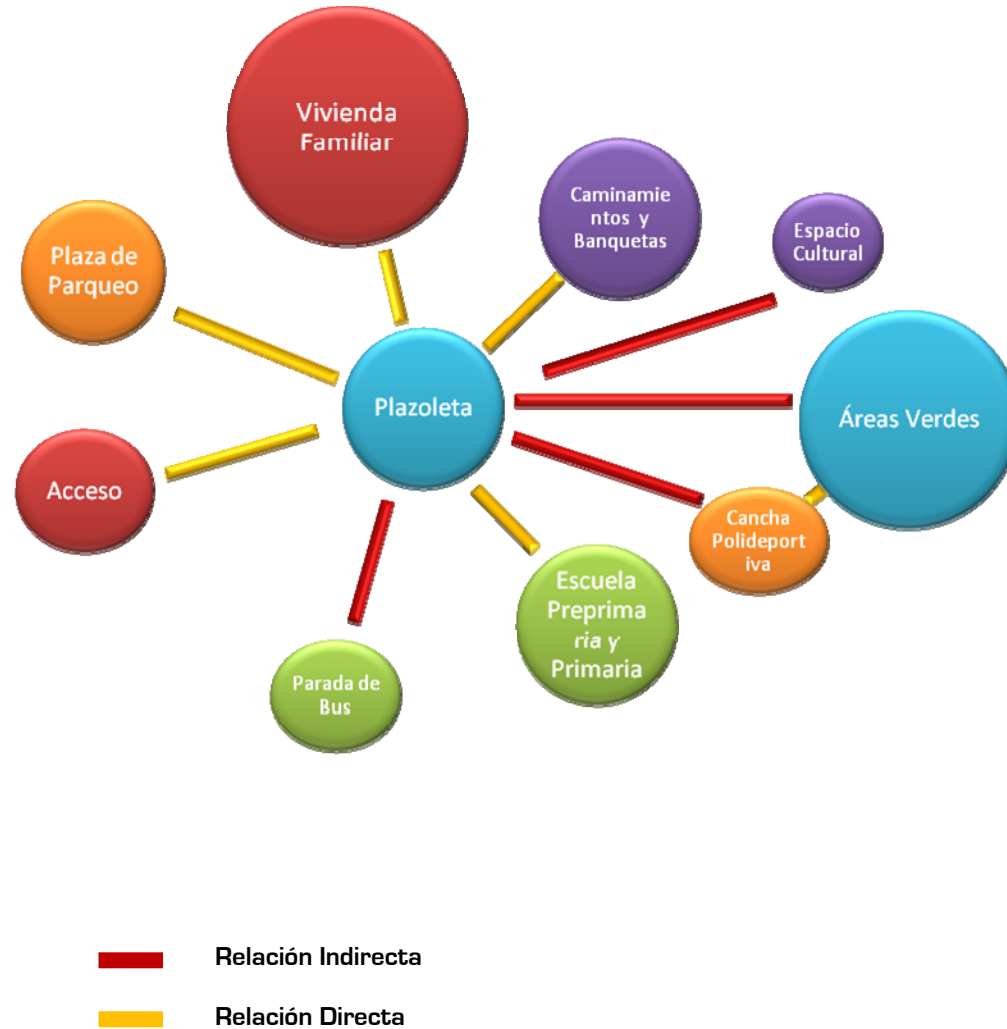 Vivienda
Familiar
Caminamie
ntos y
Banquetas
Espacio
Cultural
Plaza de
Parqueo
Plazoleta
Áreas Verdes
Acceso
Cancha
Polideport
iva
Escuela
Preprima
ria y
Primaria
Parada de
Bus
Relación Indirecta
Relación Directa